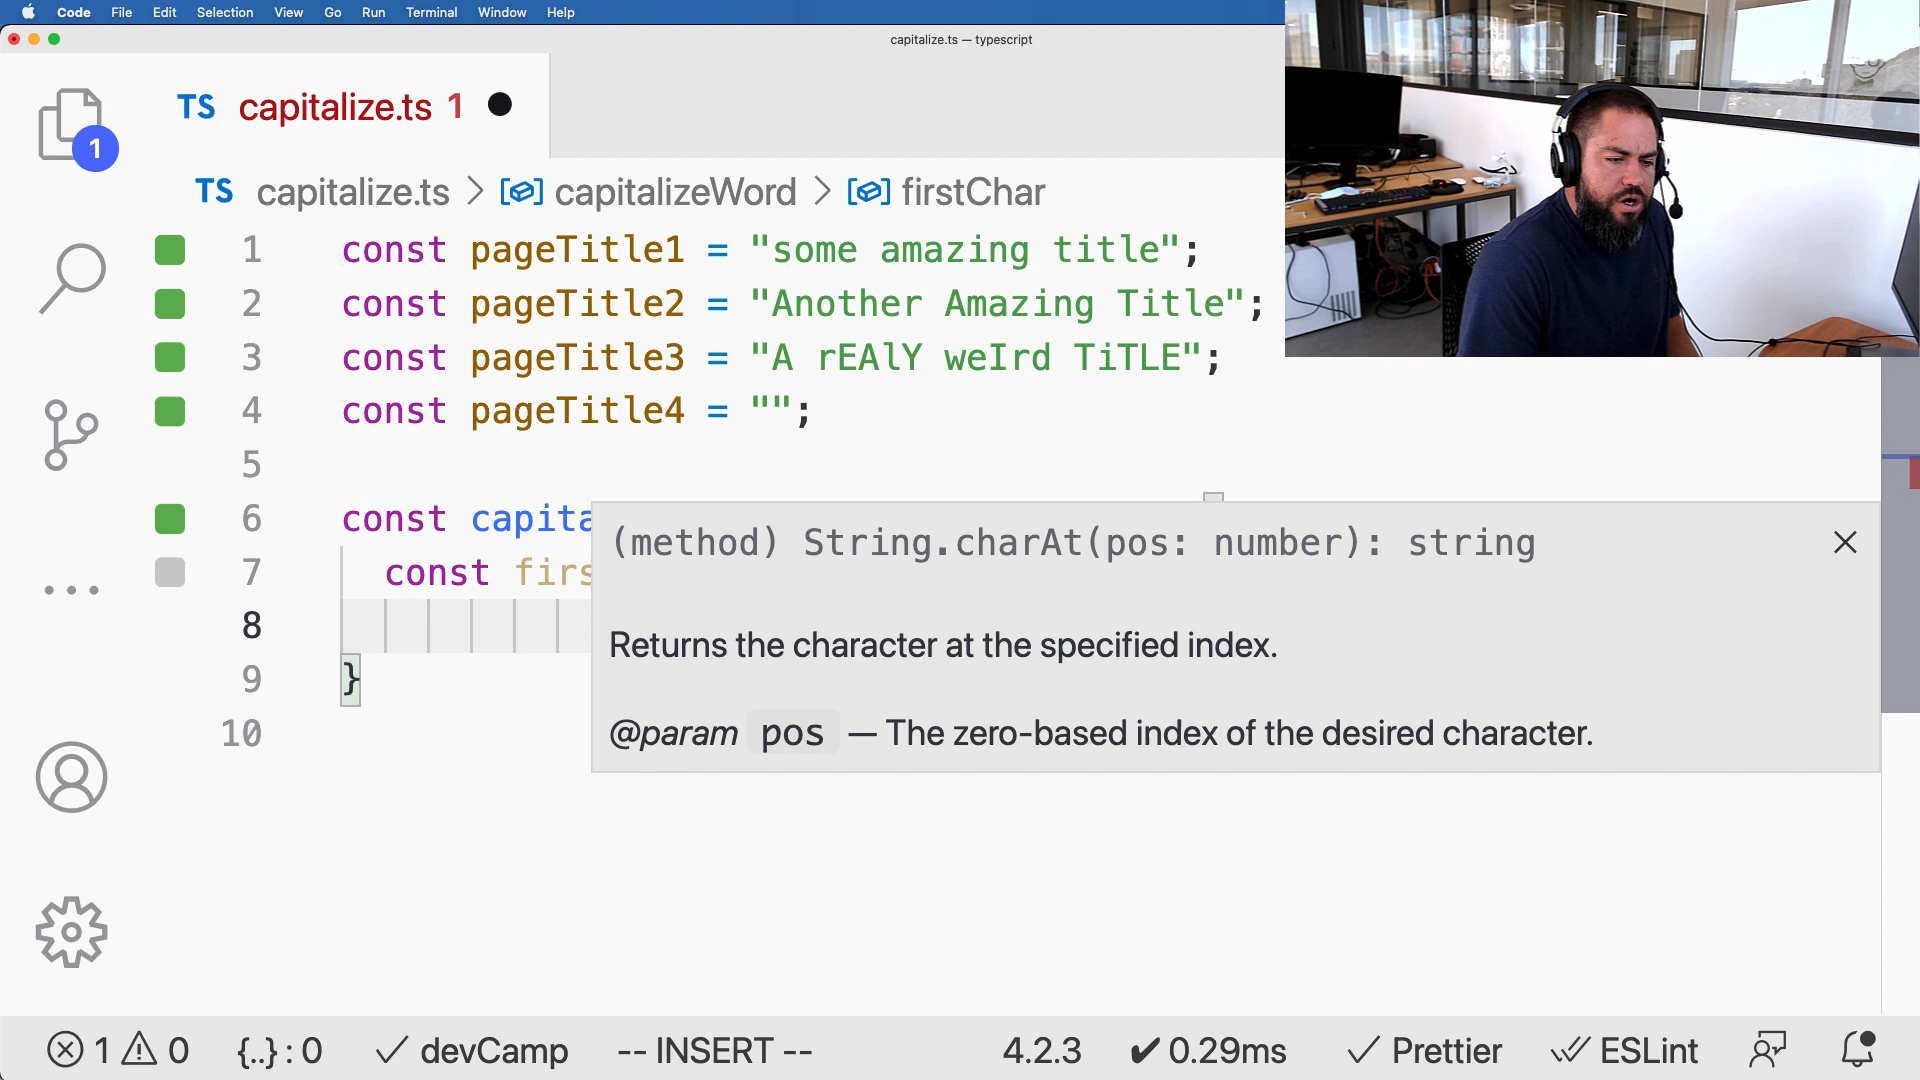 Code File Edit Selection View Go Run Terminal Window Help
capitalize.ts — typescript
TS capitalize.ts 1
1
TS capitalize.ts > capitalizeWord > firstChar
1 const pageTitle1 = "some amazing title";
2 const pageTitle2 = "Another Amazing Title";
3 const pageTitle3 = "A rEAlY weIrd TiTLE";
4 const pageTitle4 = "";
5
6 const capita
7 const firs
8
9 }
10
(method) String.charAt(pos: number): string
Returns the character at the specified index.
@param pos — The zero-based index of the desired character.
1 0 {..} : 0 devCamp -- INSERT -- 4.2.3 0.29ms Prettier ESLint